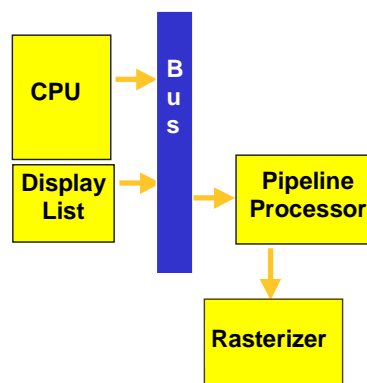 CPU
Display
List
B
u
s
Pipeline
Processor
Rasterizer